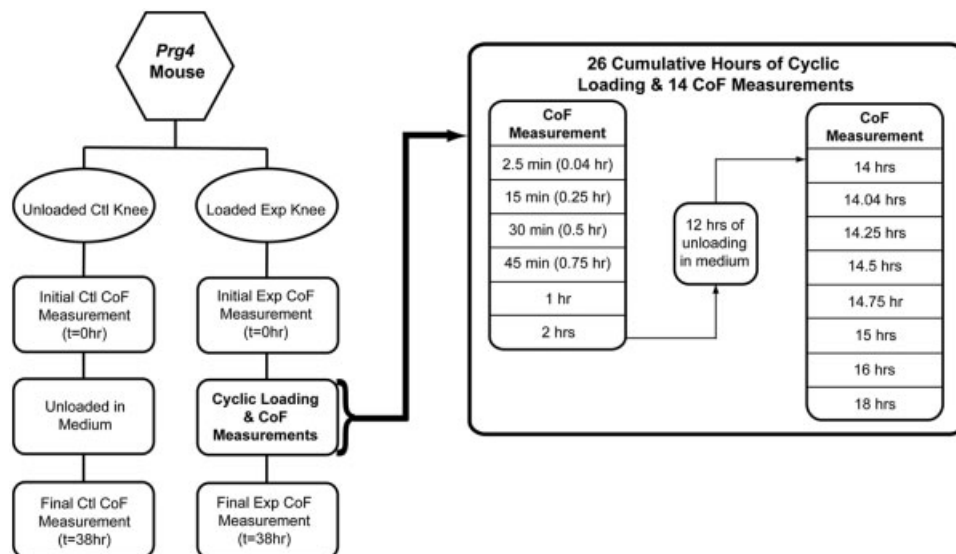 Prg4
Mouse
Unloaded Ctl Knee
Loaded Exp Knee
Initial Ctl CoF
Measurement
(t=0hr)
Initial Exp CoF
Measurement
(t=0hr)
Unloaded in
Medium
Cyclic Loading
& CoF
Measurements
Final Ctl CoF
Measurement
(t=38hr)
Final Exp CoF
Measurement
(t=38hr)
26 Cumulative Hours of Cyclic
Loading & 14 CoF Measurements
CoF
Measurement
2.5 min (0.04 hr)
15 min (0.25 hr)
30 min (0.5 hr)
45 min (0.75 hr)
1 hr
2 hrs
12 hrs of
unloading
in medium
CoF
Measurement
14 hrs
14.04 hrs
14.25 hrs
14.5 hrs
14.75 hr
15 hrs
16 hrs
18 hrs